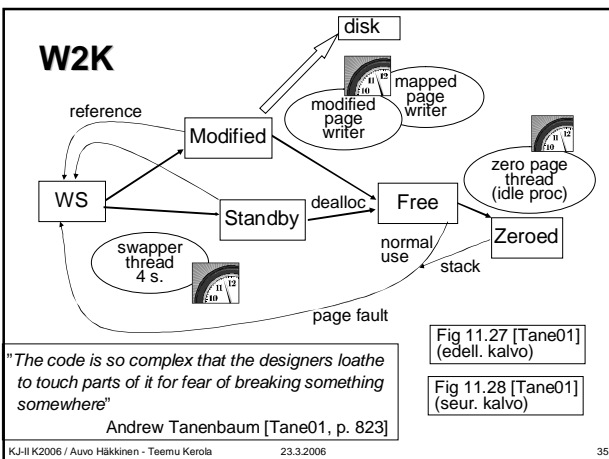 W2K
disk
modified
page
writer
mapped
page
writer
reference
Modified
zero page
thread
(idle proc)
WS
Standby
dealloc
Free
Zeroed
normal
use
stack
swapper
thread
4 s.
page fault
Fig 11.27 [Tane01]
(edell. kalvo)
Fig 11.28 [Tane01]
(seur. kalvo)
"The code is so complex that the designers loathe
to touch parts of it for fear of breaking something
somewhere"
Andrew Tanenbaum [Tane01, p. 823]
KJ-II K2006 / Auvo Häkkinen - Teemu Kerola 23.3.2006 35